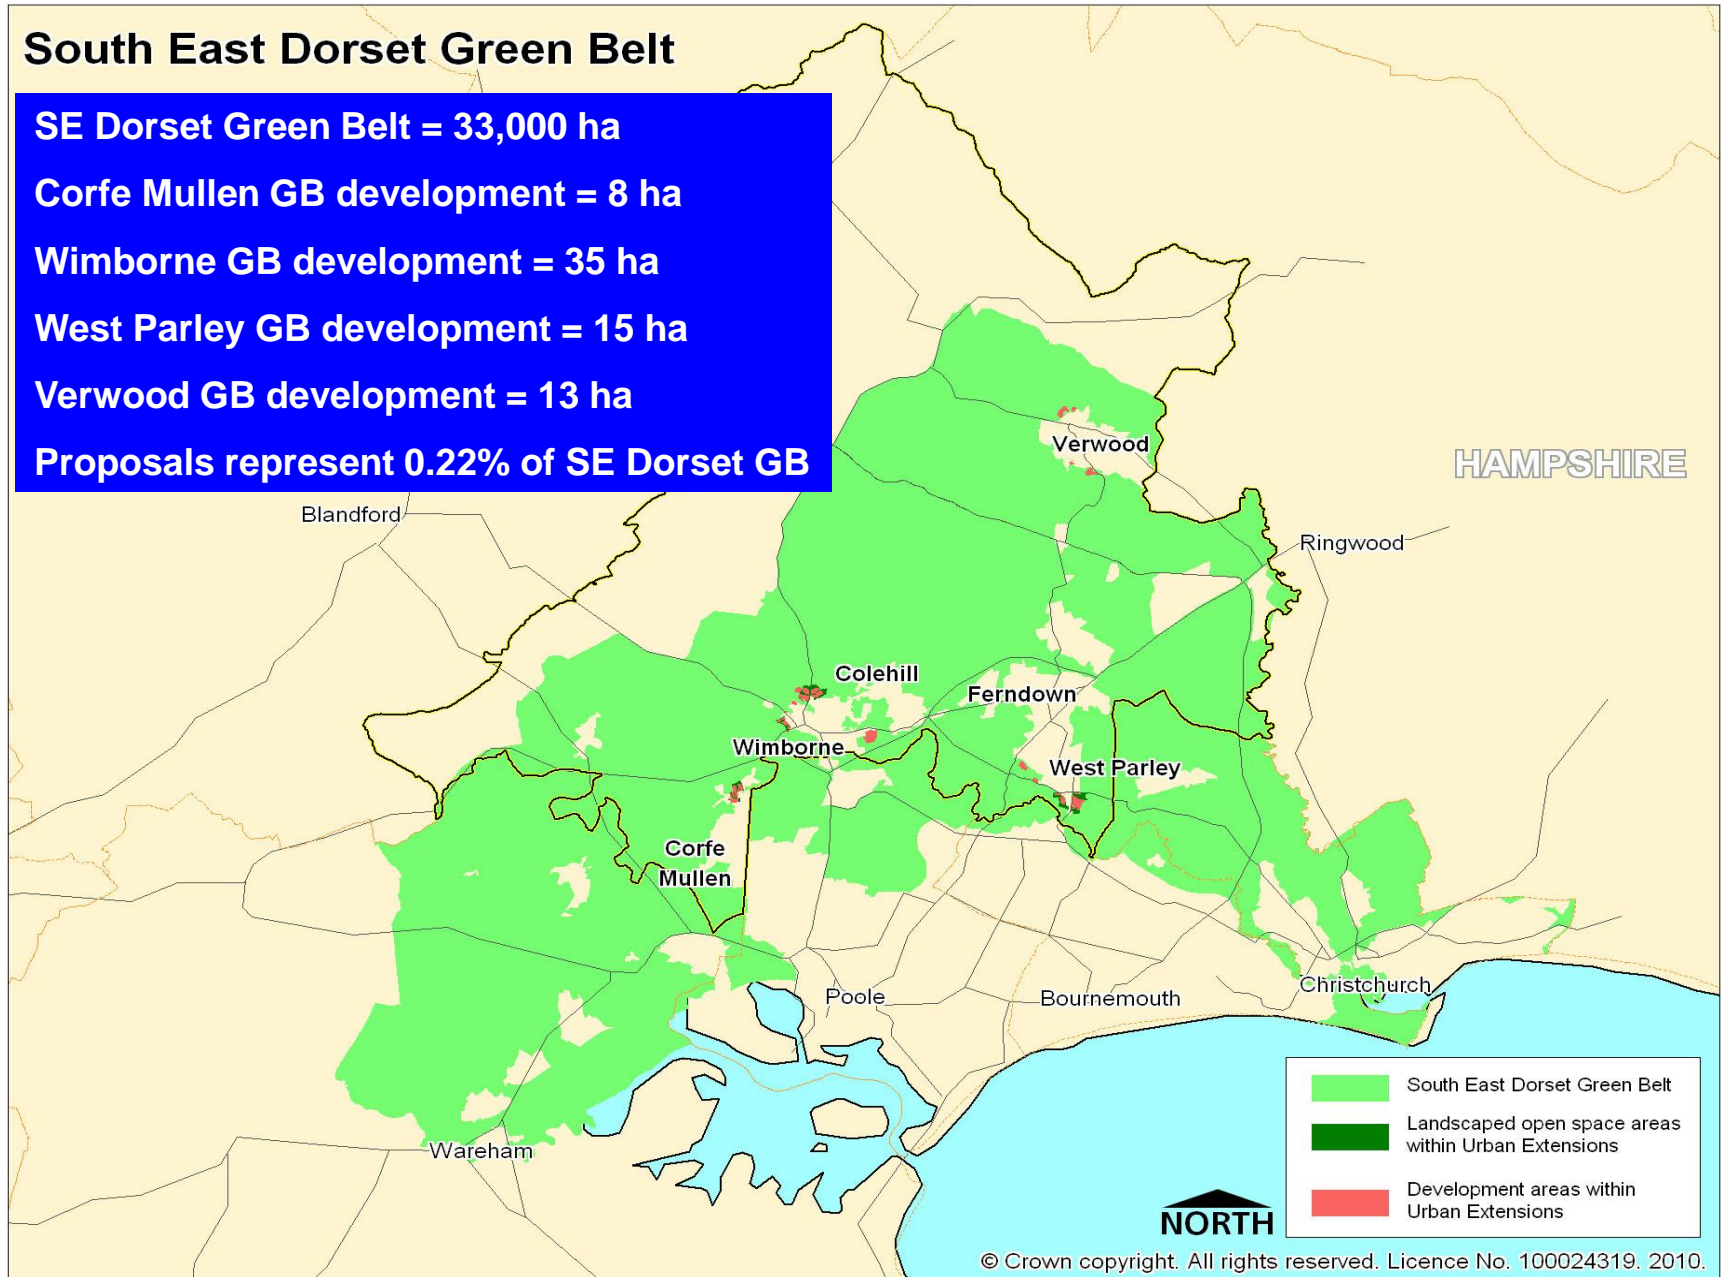 South East Dorset Green Belt
SE Dorset Green Belt = 33,000 ha
Corfe Mullen GB development = 8 ha
Wimborne GB development = 35 ha
West Parley GB development = 15 ha
Verwood GB development = 13 ha
Proposals represent 0.22% of SE Dorset GB
Verwood
HAMPSHIRE
Blandford
Ringwood
Colehill
Ferndown
Wimborne
West Parley
Corfe
Mullen
Poole
Bournemouth
Christchurch
Wareham
South East Dorset Green Belt
Landscaped open space areas
within Urban Extensions
Development areas within
Urban Extensions
NORTH
© Crown copyright. All rights reserved. Licence No. 100024319. 2010.